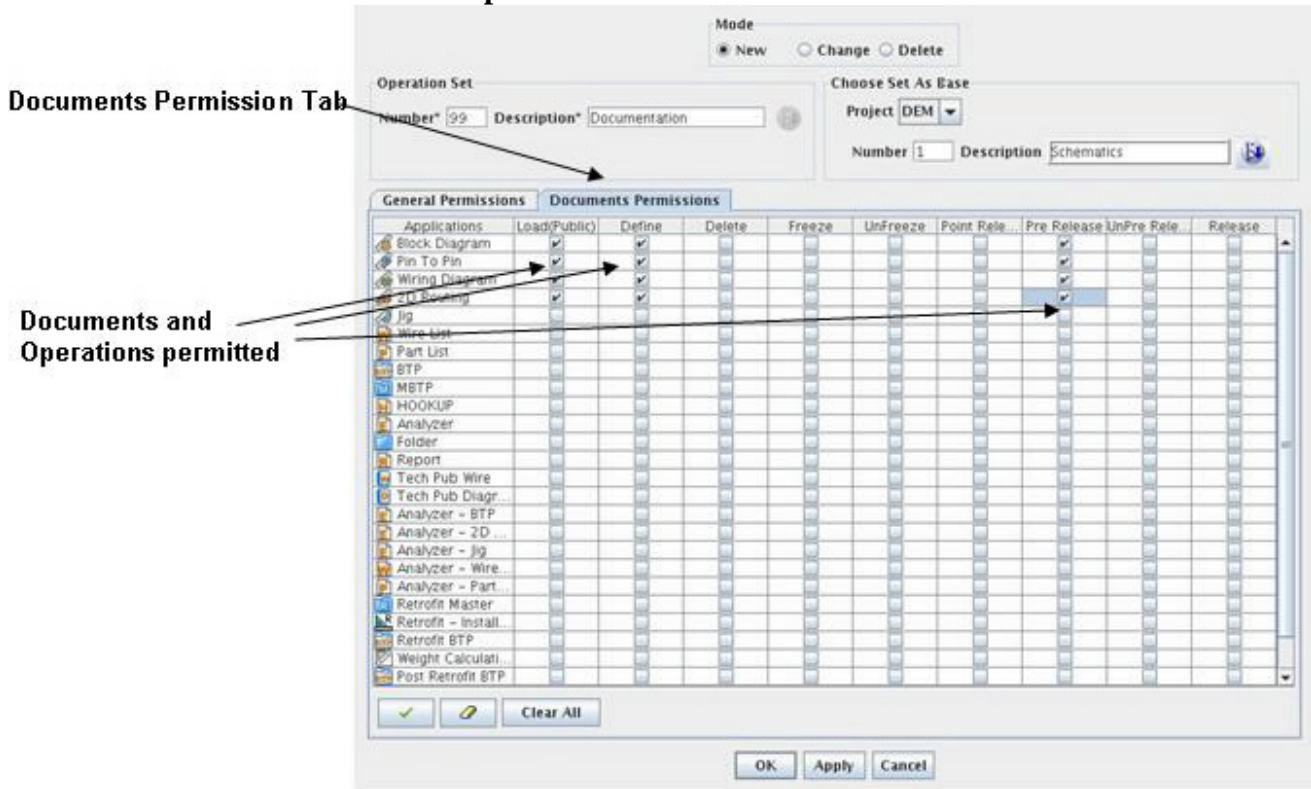 Mode
New Change Delete
Operation Set
Choose Set As Base
Documents Permission Tab
Number* 99 Description* Documentation
Project DEM
Number 1 Description Schematics
General Permissions Documents Permissions
Applications Load(Public) Define Delete Freeze UnFreeze Point Rele... Pre Release UnPre Rele... Release
Block Diagram
Pin To Pin
Wiring Diagram
2D Routing
Documents and
Operations permitted
Jig
Wire List
Part List
BTP
MBTP
HOOKUP
Analyzer
Folder
Report
Tech Pub Wire
Tech Pub Diagr...
Analyzer - BTP
Analyzer - 2D ...
Analyzer - Jig
Analyzer - Wire...
Analyzer - Part...
Retrofit Master
Retrofit - Install...
Retrofit BTP
Weight Calculati...
Post Retrofit BTP
Clear All
OK Apply Cancel